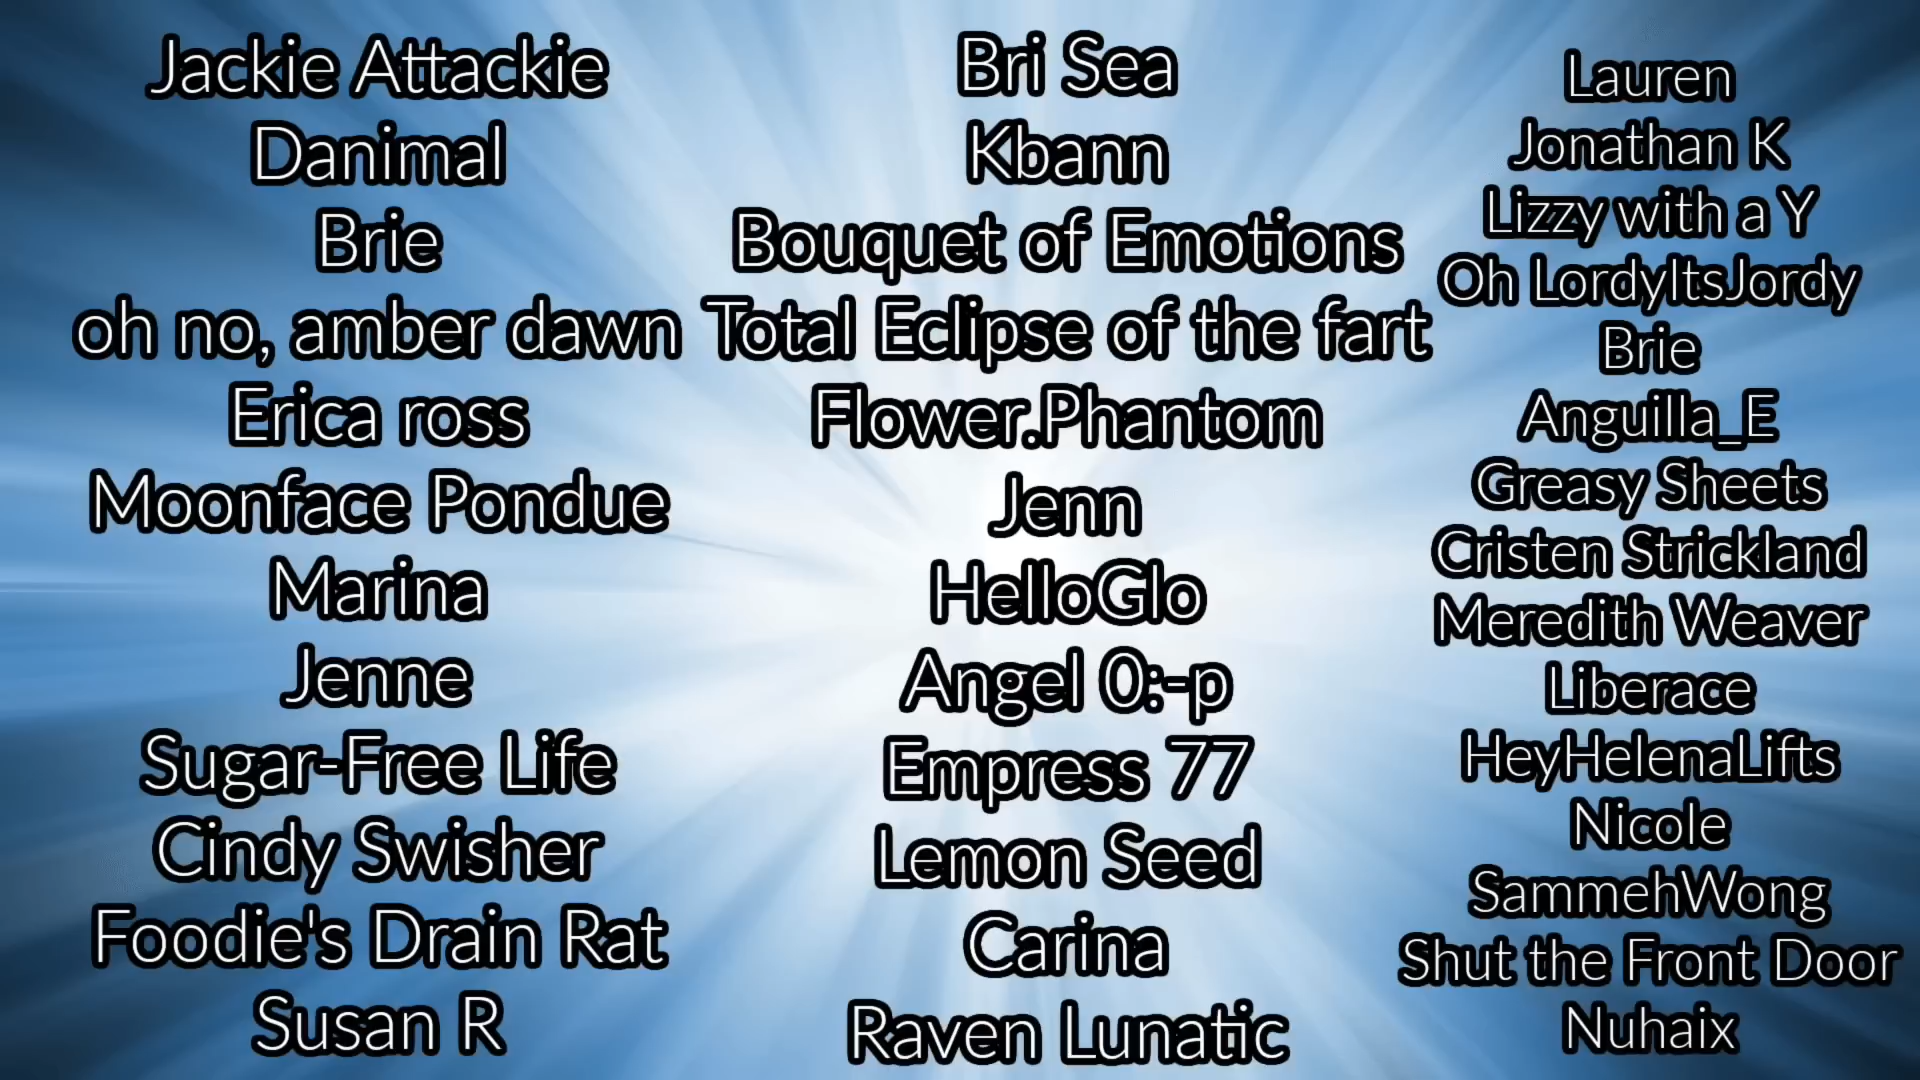 Jackie Attackie
Danimal
Brie
oh no, amber dawn
Erica ross
Moonface Pondue
Marina
Jenne
Sugar-Free Life
Cindy Swisher
Foodie's Drain Rat
Susan R
Bri Sea
Kbann
Bouquet of Emotions
Total Eclipse of the fart
Flower.Phantom
Jenn
HelloGlo
Angel 0:-p
Empress 77
Lemon Seed
Carina
Raven Lunatic
Lauren
Jonathan K
Lizzy with a Y
Oh LordyItsJordy
Brie
Anguilla_E
Greasy Sheets
Cristen Strickland
Meredith Weaver
Liberace
HeyHelenaLifts
Nicole
SammehWong
Shut the Front Door
Nuhaix